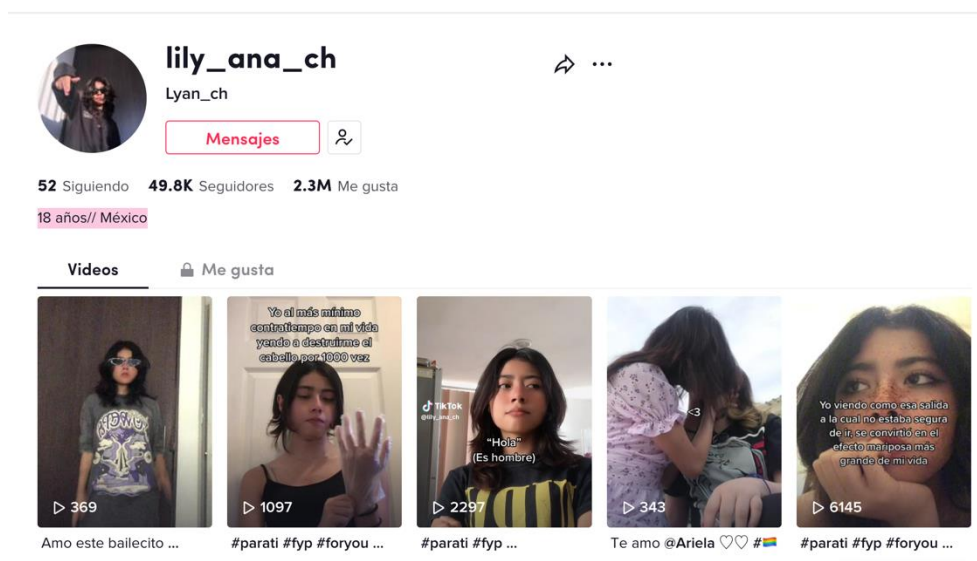 lily_ana_ch
Lyan_ch
Mensajes
52 Siguiendo 49.8K Seguidores 2.3M Me gusta
18 años// México
Videos Me gusta
369
Amo este bailecito ...
Yo al más mínimo
contratiempo en mi vida
yendo a destruirme el
cabello por 1000 vez
1097
#parati #fyp #foryou ...
TikTok
@lily_ana_ch
"Hola"
(Es hombre)
2297
#parati #fyp ...
<3
343
Te amo @Ariela ♡♡ #🏳️‍🌈
Yo viendo como esa salida
a la cual no estaba segura
de ir, se convirtio en el
efecto mariposa más
grande de mi vida
6145
#parati #fyp #foryou ...